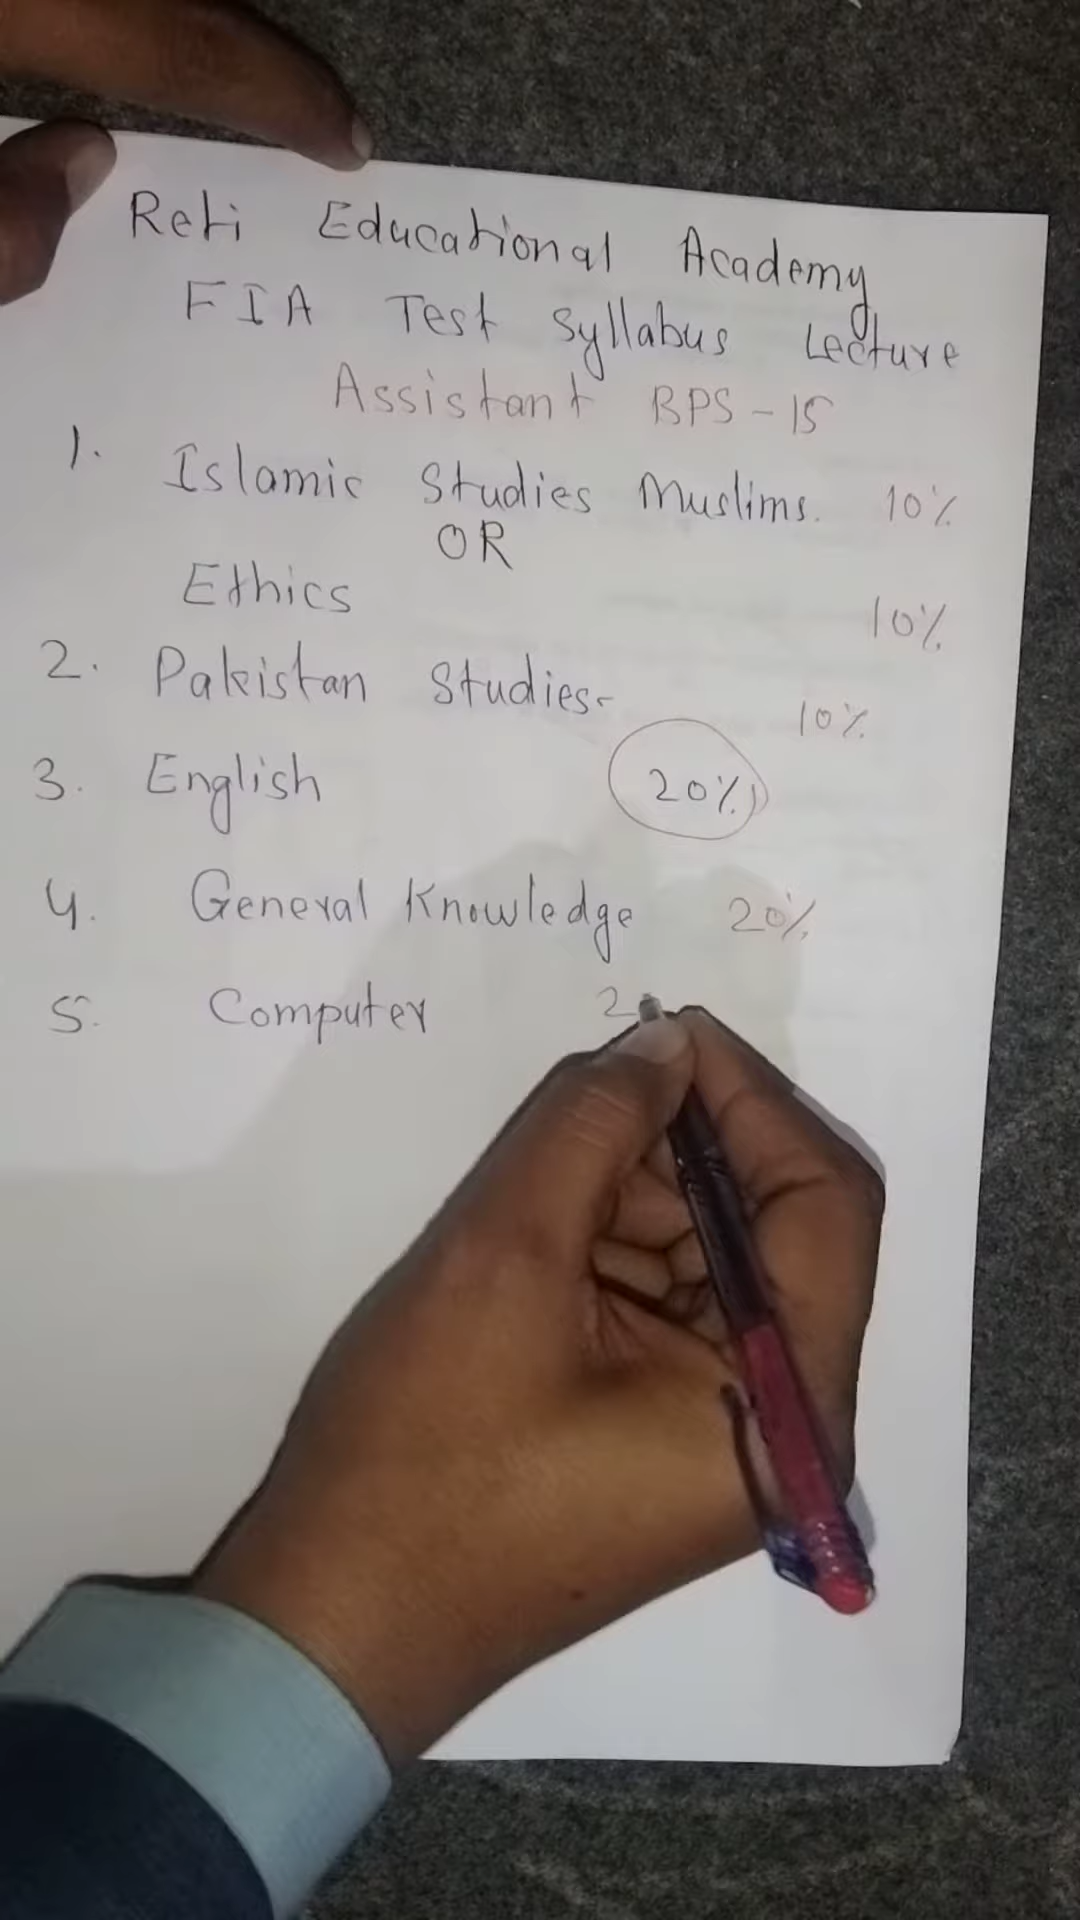 Reti Educational Academy
FIA Test Syllabus Lecture
Assistant BPS-15
1. Islamic Studies Muslims. 10%
OR
Ethics 10%
2. Pakistan Studies- 10%
3. English 20%
4. General Knowledge 20%
5. Computer 2